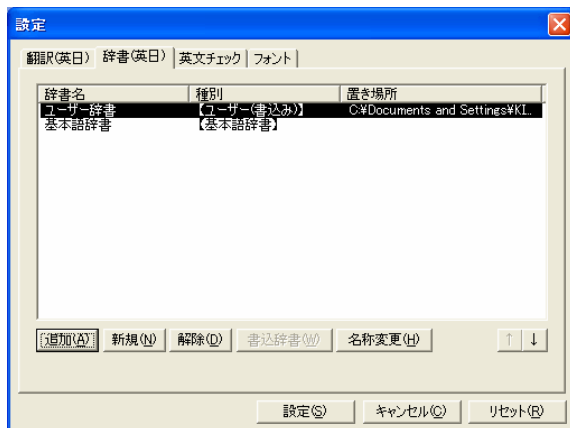 設定
翻訳(英日) 辞書(英日) 英文チェック フォント
辞書名 種別 置き場所
ユーザー辞書 【ユーザー(書込み)】 C:¥Documents and Settings¥KI...
基本語辞書 【基本語辞書】
追加(A) 新規(N) 解除(D) 書込辞書(W) 名称変更(H) ↑ ↓
設定(S) キャンセル(C) リセット(R)